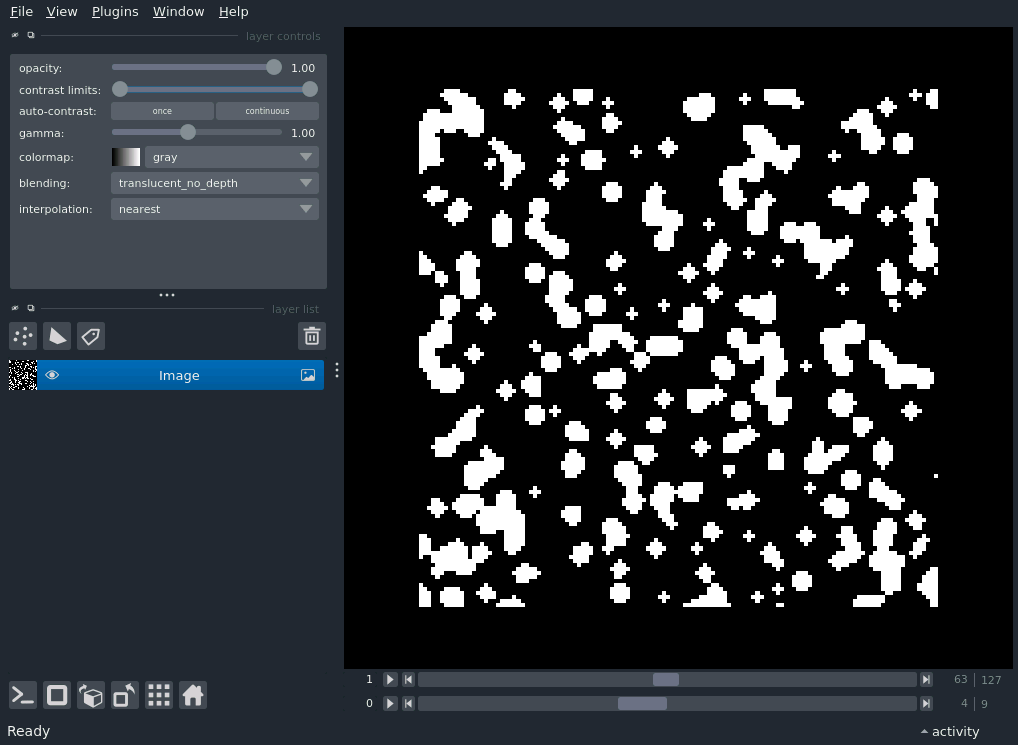 File View Plugins Window Help
layer controls
opacity: 1.00
contrast limits:
auto-contrast: once continuous
gamma: 1.00
colormap: gray
blending: translucent_no_depth
interpolation: nearest
layer list
Image
1 63 127
0 4 9
Ready activity